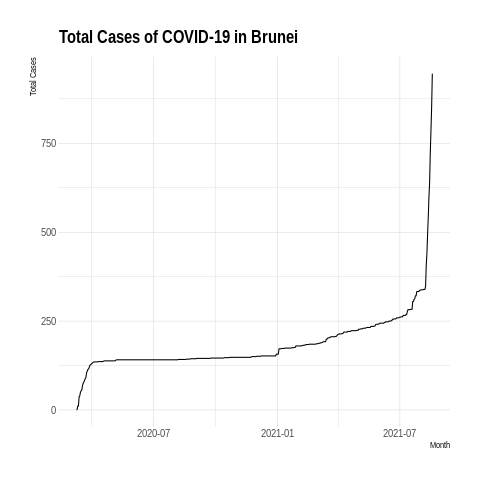 Total Cases of COVID-19 in Brunei
Total Cases
750
500
250
0
2020-07
2021-01
2021-07
Month